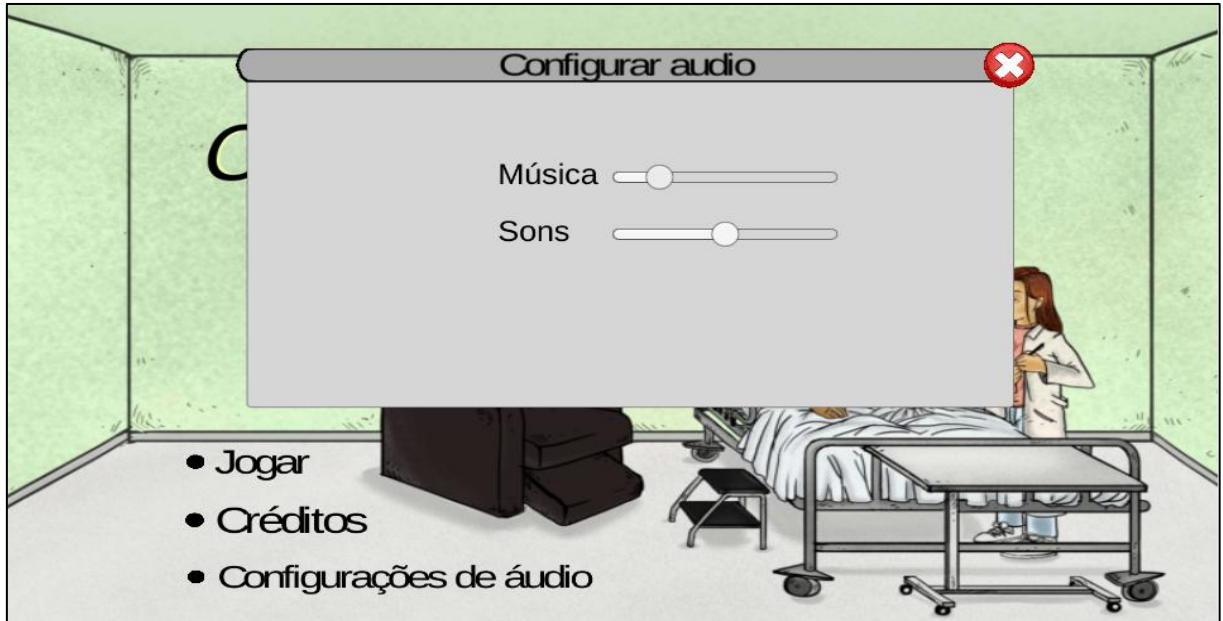 Configurar audio
Música
Sons
• Jogar
• Créditos
• Configurações de áudio